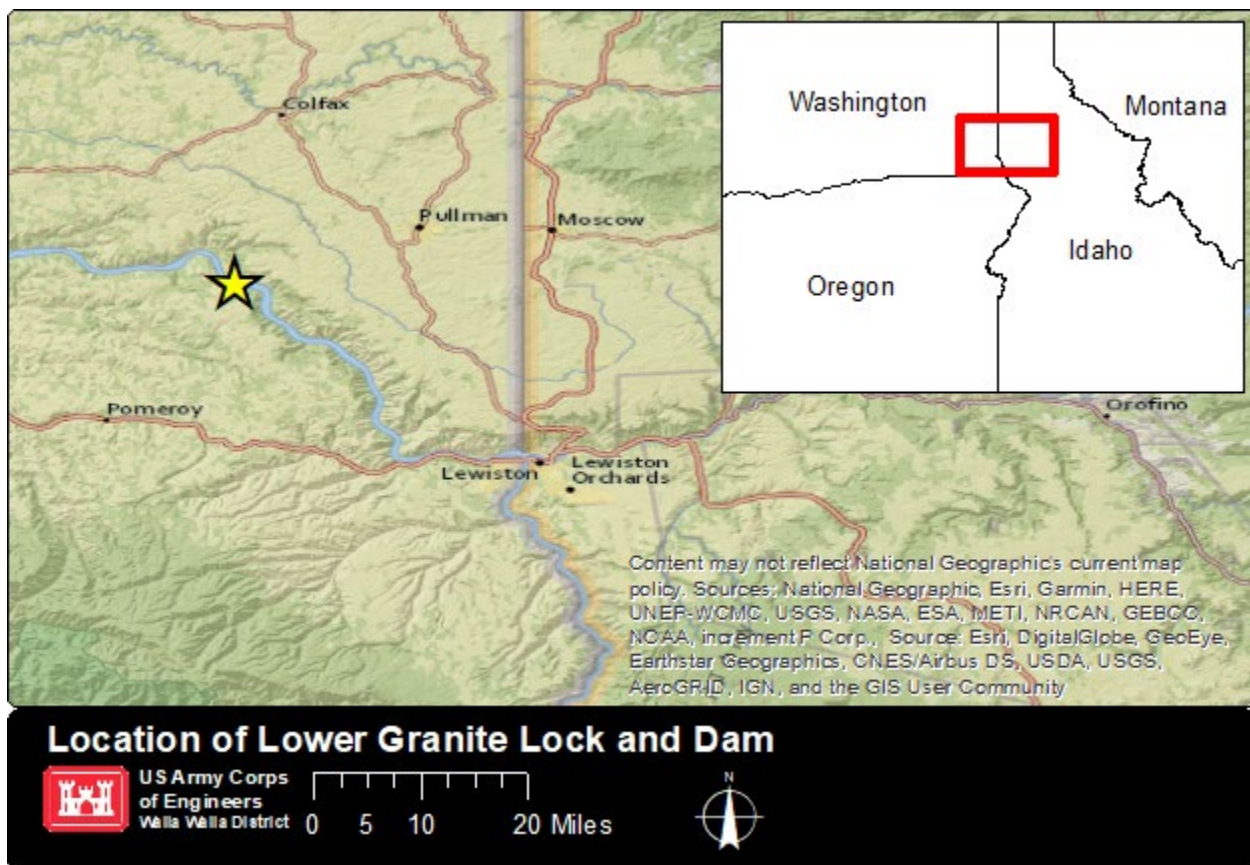 Washington
Montana
Colfax
Idaho
Pullman
Moscow
Oregon
Pomeroy
Orofino
Lewiston
Lewiston
Orchards
Content may not reflect National Geographic's current map
policy. Sources: National Geographic, Esri, Garmin, HERE,
UNEP-WCMC, USGS, NASA, ESA, METI, NRCAN, GEBCO,
NOAA, increment P Corp., Source: Esri, DigitalGlobe, GeoEye,
Earthstar Geographics, CNES/Airbus DS, USDA, USGS,
AeroGRID, IGN, and the GIS User Community
Location of Lower Granite Lock and Dam
US Army Corps
of Engineers
Walla Walla District
0 5 10 20 Miles
N